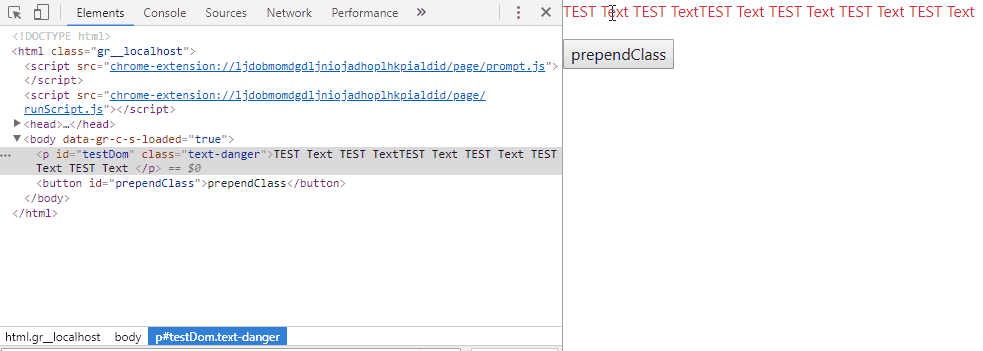 Elements Console Sources Network Performance »
<!DOCTYPE html>
<html class="gr__localhost">
<script src="chrome-extension://ljdobmomdgdljniojadhoplhkpialdid/page/prompt.js">
</script>
<script src="chrome-extension://ljdobmomdgdljniojadhoplhkpialdid/page/
runScript.js"></script>
<head>…</head>
<body data-gr-c-s-loaded="true">
<p id="testDom" class="text-danger">TEST Text TEST TextTEST Text TEST Text TEST
Text TEST Text </p> == $0
<button id="prependClass">prependClass</button>
</body>
</html>
html.gr__localhost body p#testDom.text-danger
TEST Text TEST TextTEST Text TEST Text TEST Text TEST Text
prependClass